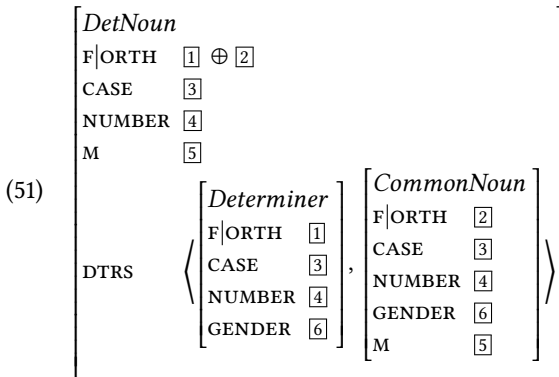 DetNoun
F|ORTH 1 ⊕ 2
CASE 3
NUMBER 4
M 5
(51)
DTRS ⟨ [Determiner F|ORTH 1 CASE 3 NUMBER 4 GENDER 6], [CommonNoun F|ORTH 2 CASE 3 NUMBER 4 GENDER 6 M 5] ⟩